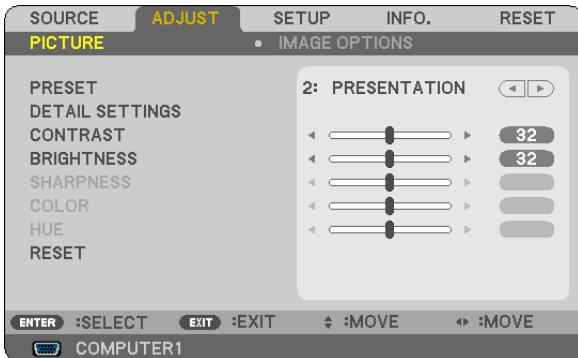 SOURCE ADJUST SETUP INFO. RESET
PICTURE • IMAGE OPTIONS
PRESET 2: PRESENTATION
DETAIL SETTINGS
CONTRAST 32
BRIGHTNESS 32
SHARPNESS
COLOR
HUE
RESET
ENTER :SELECT EXIT :EXIT :MOVE :MOVE
COMPUTER1